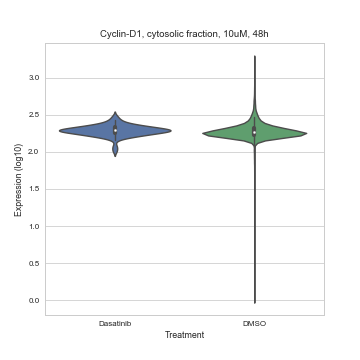 Cyclin-D1, cytosolic fraction, 10uM, 48h
Expression (log10)
3.0
2.5
2.0
1.5
1.0
0.5
0.0
Dasatinib
DMSO
Treatment